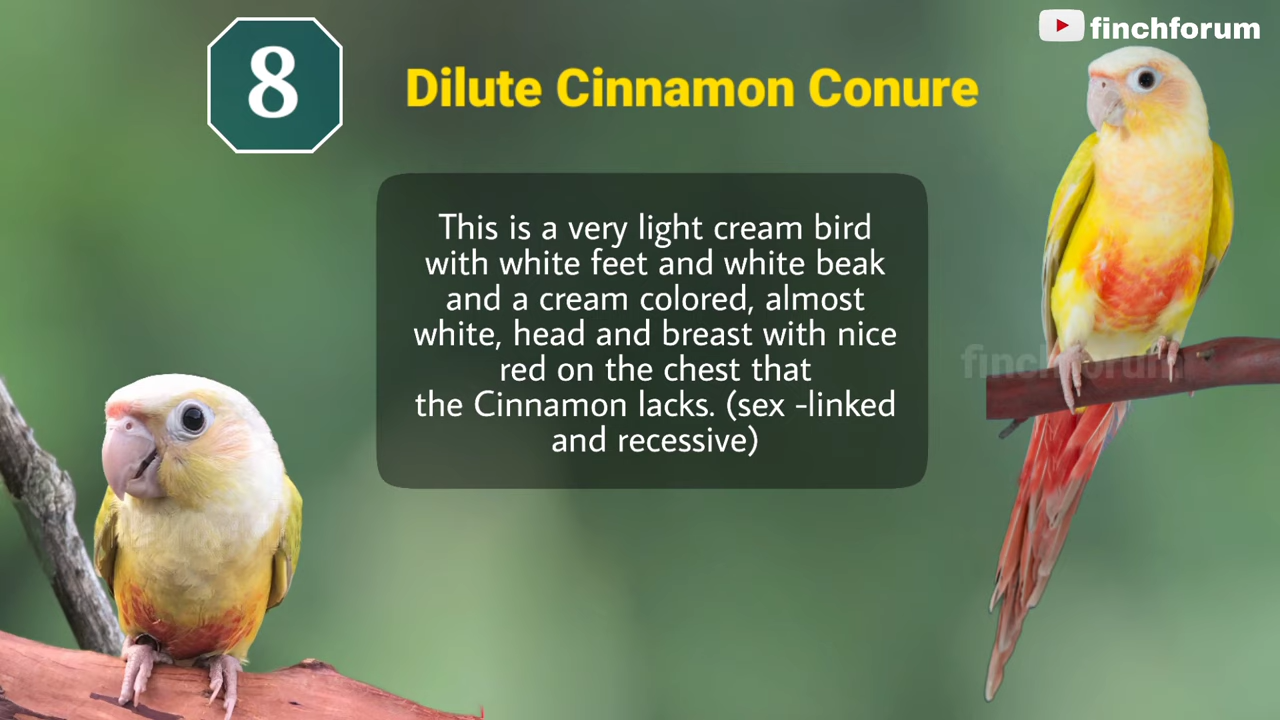 finchforum
8
Dilute Cinnamon Conure
This is a very light cream bird
with white feet and white beak
and a cream colored, almost
white, head and breast with nice
red on the chest that
the Cinnamon lacks. (sex -linked
and recessive)
finchforum